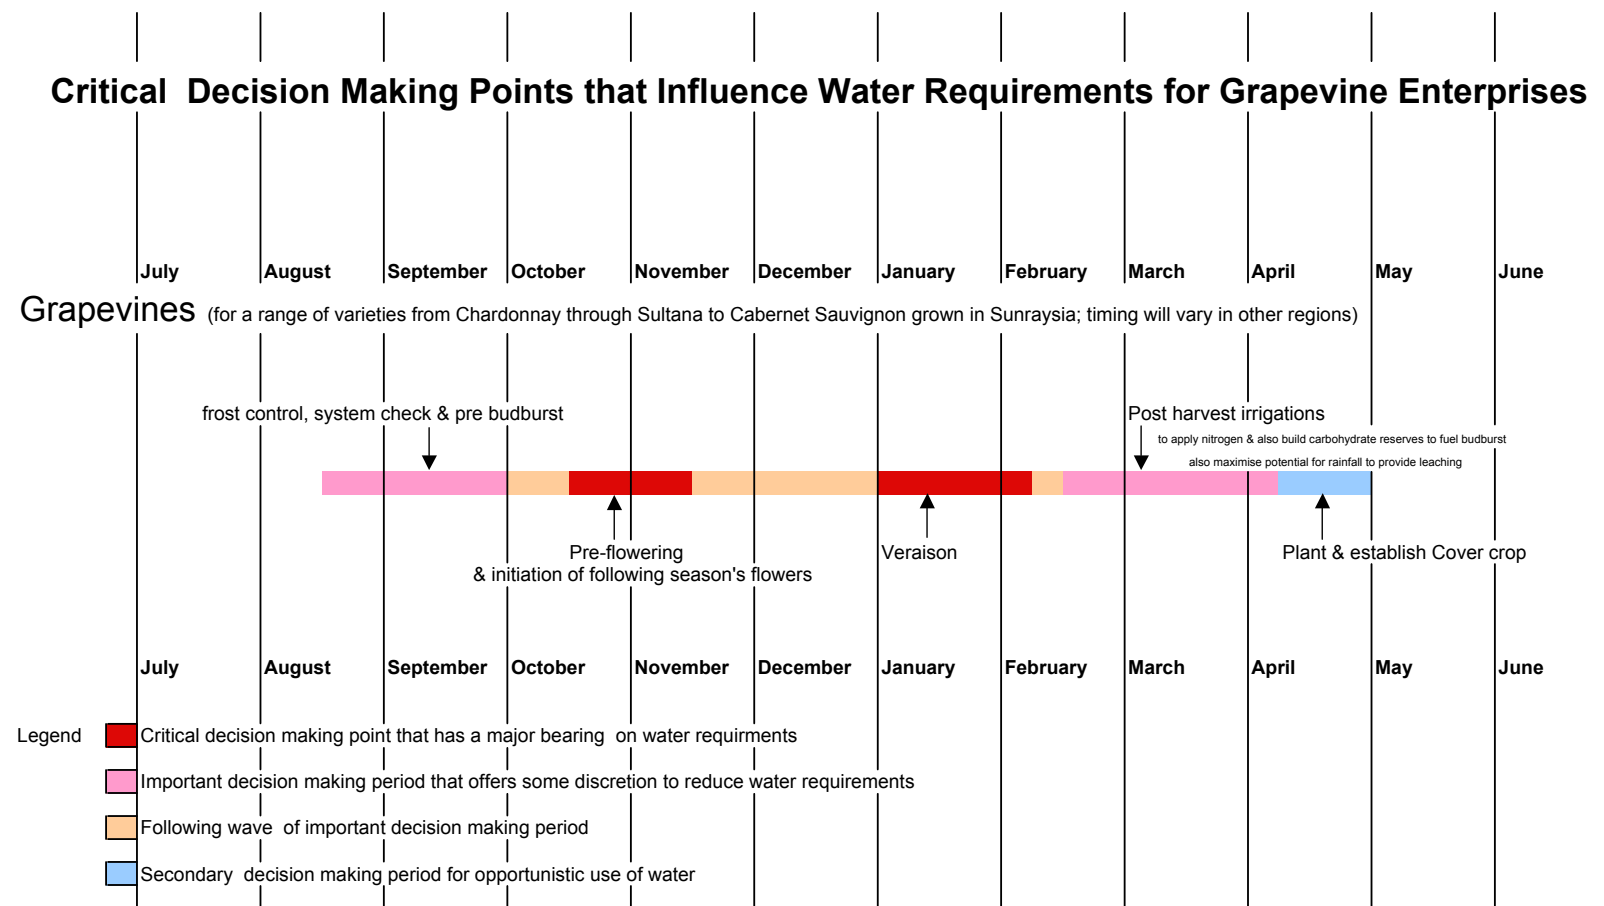 Critical  Decision Making Points that Influence Water Requirements for Grapevine Enterprises
July August September October November December January February March April May June
Grapevines (for a range of varieties from Chardonnay through Sultana to Cabernet Sauvignon grown in Sunraysia; timing will vary in other regions)
frost control, system check & pre budburst
Post harvest irrigations
to apply nitrogen & also build carbohydrate reserves to fuel budburst
also maximise potential for rainfall to provide leaching
Pre-flowering
& initiation of following season's flowers
Veraison
Plant & establish Cover crop
July August September October November December January February March April May June
Legend
Critical decision making point that has a major bearing  on water requirments
Important decision making period that offers some discretion to reduce water requirements
Following wave  of important decision making period
Secondary  decision making period for opportunistic use of water